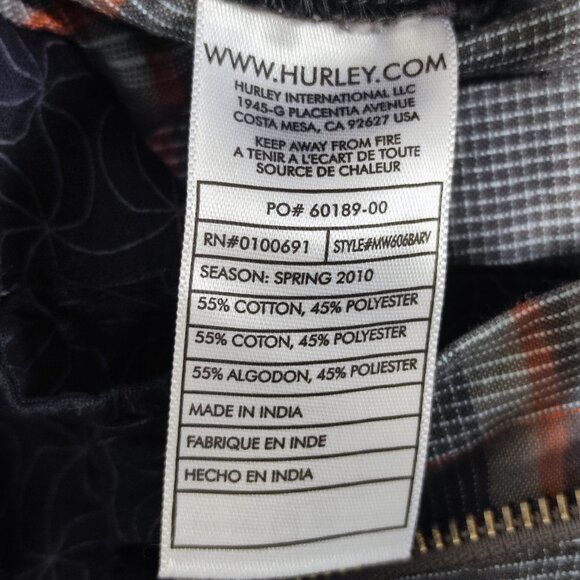 WWW.HURLEY.COM
HURLEY INTERNATIONAL LLC
1945-G PLACENTIA AVENUE
COSTA MESA, CA 92627 USA
KEEP AWAY FROM FIRE
A TENIR A L'ECART DE TOUTE
SOURCE DE CHALEUR
PO# 60189-00
RN#0100691 STYLE#MW606BARV
SEASON: SPRING 2010
55% COTTON, 45% POLYESTER
55% COTON, 45% POLYESTER
55% ALGODON, 45% POLIESTER
MADE IN INDIA
FABRIQUE EN INDE
HECHO EN INDIA